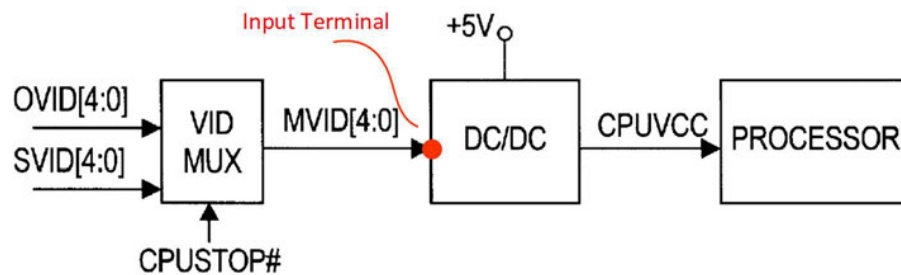 Input Terminal
+5V
OVID[4:0]
SVID[4:0]
VID
MUX
MVID[4:0]
DC/DC
CPUVCC
PROCESSOR
CPUSTOP#